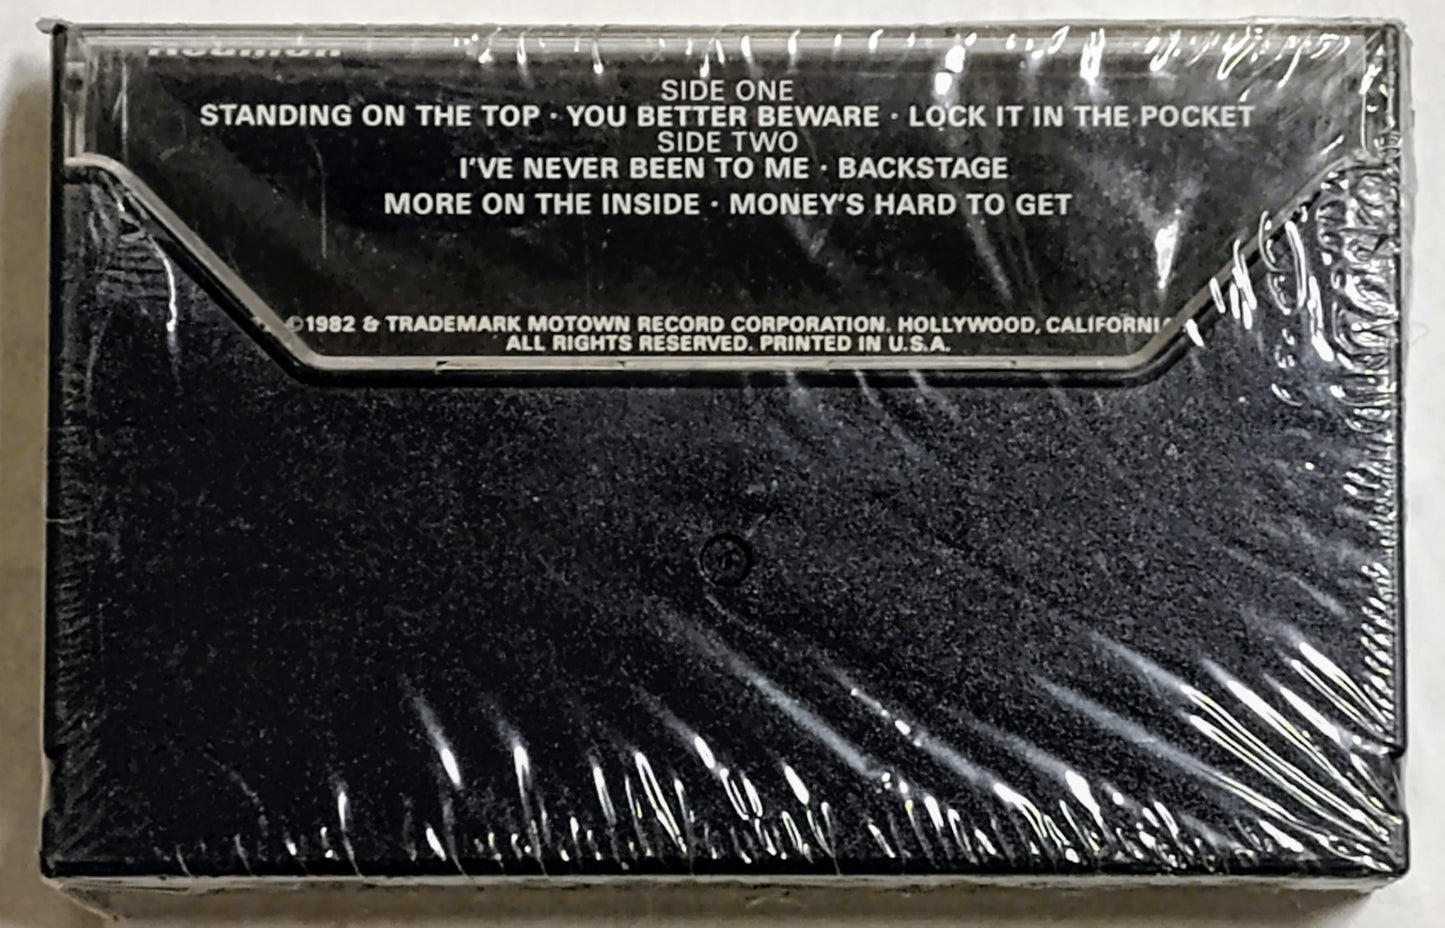 Reunion
SIDE ONE
STANDING ON THE TOP · YOU BETTER BEWARE · LOCK IT IN THE POCKET
SIDE TWO
I'VE NEVER BEEN TO ME · BACKSTAGE
MORE ON THE INSIDE · MONEY'S HARD TO GET
©1982 & TRADEMARK MOTOWN RECORD CORPORATION. HOLLYWOOD, CALIFORNIA
ALL RIGHTS RESERVED. PRINTED IN U.S.A.